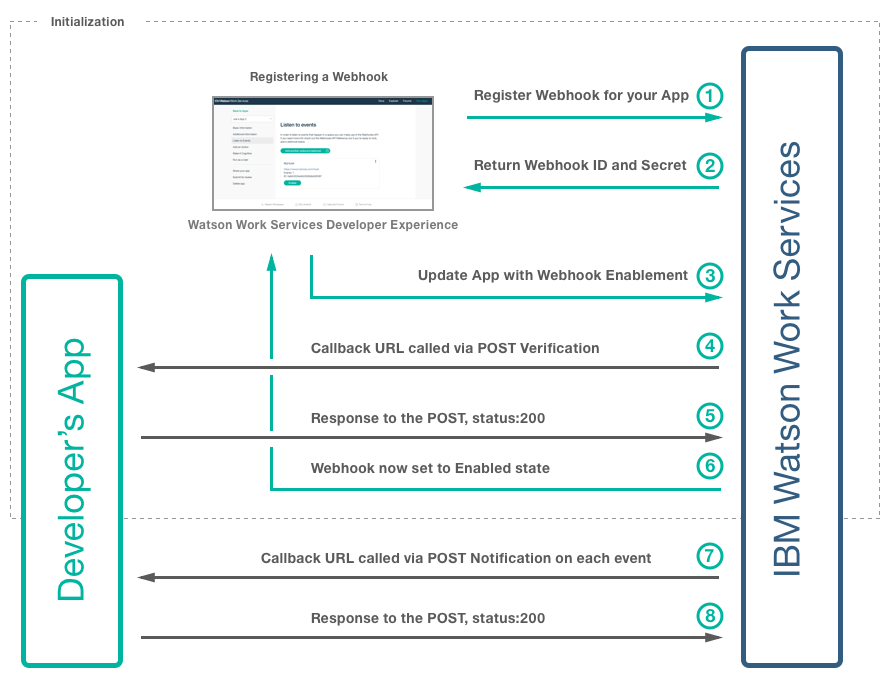 Initialization
Registering a Webhook
Listen to events
Watson Work Services Developer Experience
Register Webhook for your App
1
Return Webhook ID and Secret
2
Update App with Webhook Enablement
3
Callback URL called via POST Verification
4
Response to the POST, status:200
5
Webhook now set to Enabled state
6
Callback URL called via POST Notification on each event
7
Response to the POST, status:200
8
Developer's App
IBM Watson Work Services